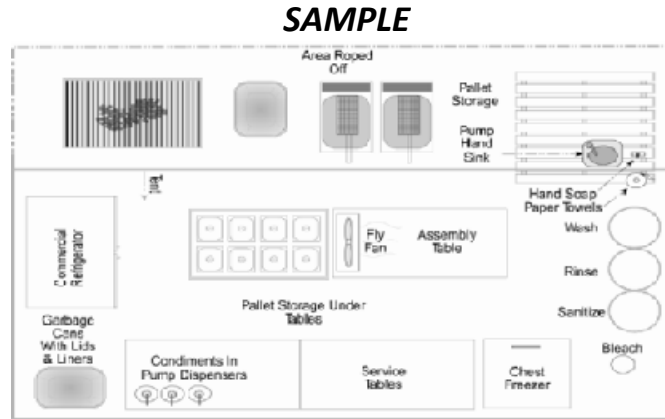 SAMPLE
Area Roped
Off
Pallet
Storage
Pump
Hand
Sink
Tent
Hand Soap
Paper Towels
Commercial
Refrigerator
Fly
Fan
Assembly
Table
Wash
Rinse
Sanitize
Pallet Storage Under
Tables
Garbage
Cans
With Lids
& Liners
Condiments In
Pump Dispensers
Service
Tables
Chest
Freezer
Bleach